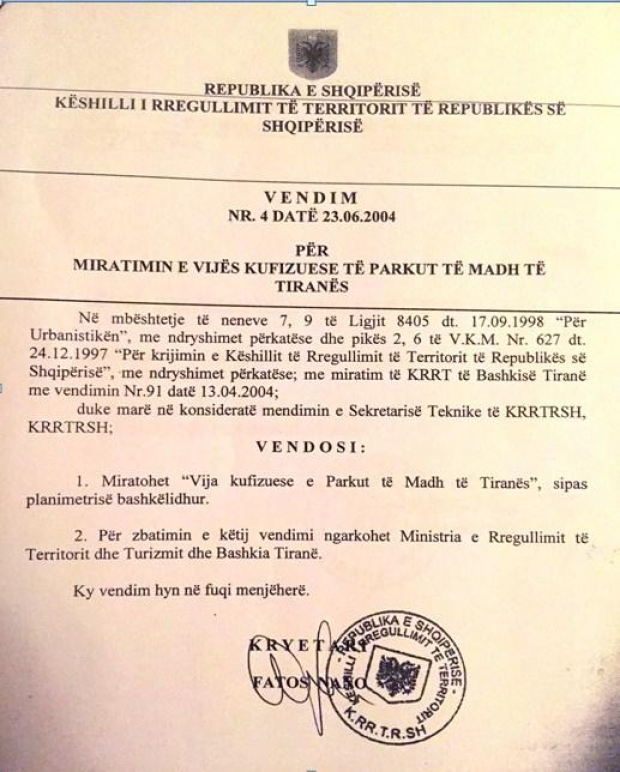 REPUBLIKA E SHQIPËRISË
KËSHILLI I RREGULLIMIT TË TERRITORIT TË REPUBLIKËS SË
SHQIPËRISË
VENDIM
NR. 4 DATË 23.06.2004
PËR
MIRATIMIN E VIJËS KUFIZUESE TË PARKUT TË MADH TË
TIRANËS
Në mbështetje të neneve 7, 9 të Ligjit 8405 dt. 17.09.1998 “Për
Urbanistikën”, me ndryshimet përkatëse dhe pikës 2, 6 të V.K.M. Nr. 627 dt.
24.12.1997 “Për krijimin e Këshillit të Rregullimit të Territorit të Republikës së
Shqipërisë”, me ndryshimet përkatëse; me miratim të KRRT të Bashkisë Tiranë
me vendimin Nr.91 datë 13.04.2004;
duke marë në konsideratë mendimin e Sekretarisë Teknike të KRRTRSH,
KRRTRSH;
VENDOSI:
1. Miratohet “Vija kufizuese e Parkut të Madh të Tiranës”, sipas
planimetrisë bashkëlidhur.
2. Për zbatimin e këtij vendimi ngarkohet Ministria e Rregullimit të
Territorit dhe Turizmit dhe Bashkia Tiranë.
Ky vendim hyn në fuqi menjëherë.
KRYETARI
FATOS NANO
REPUBLIKA E SHQIPËRISË
KËSHILLI I RREGULLIMIT TË TERRITORIT
K.RR.T.R.SH